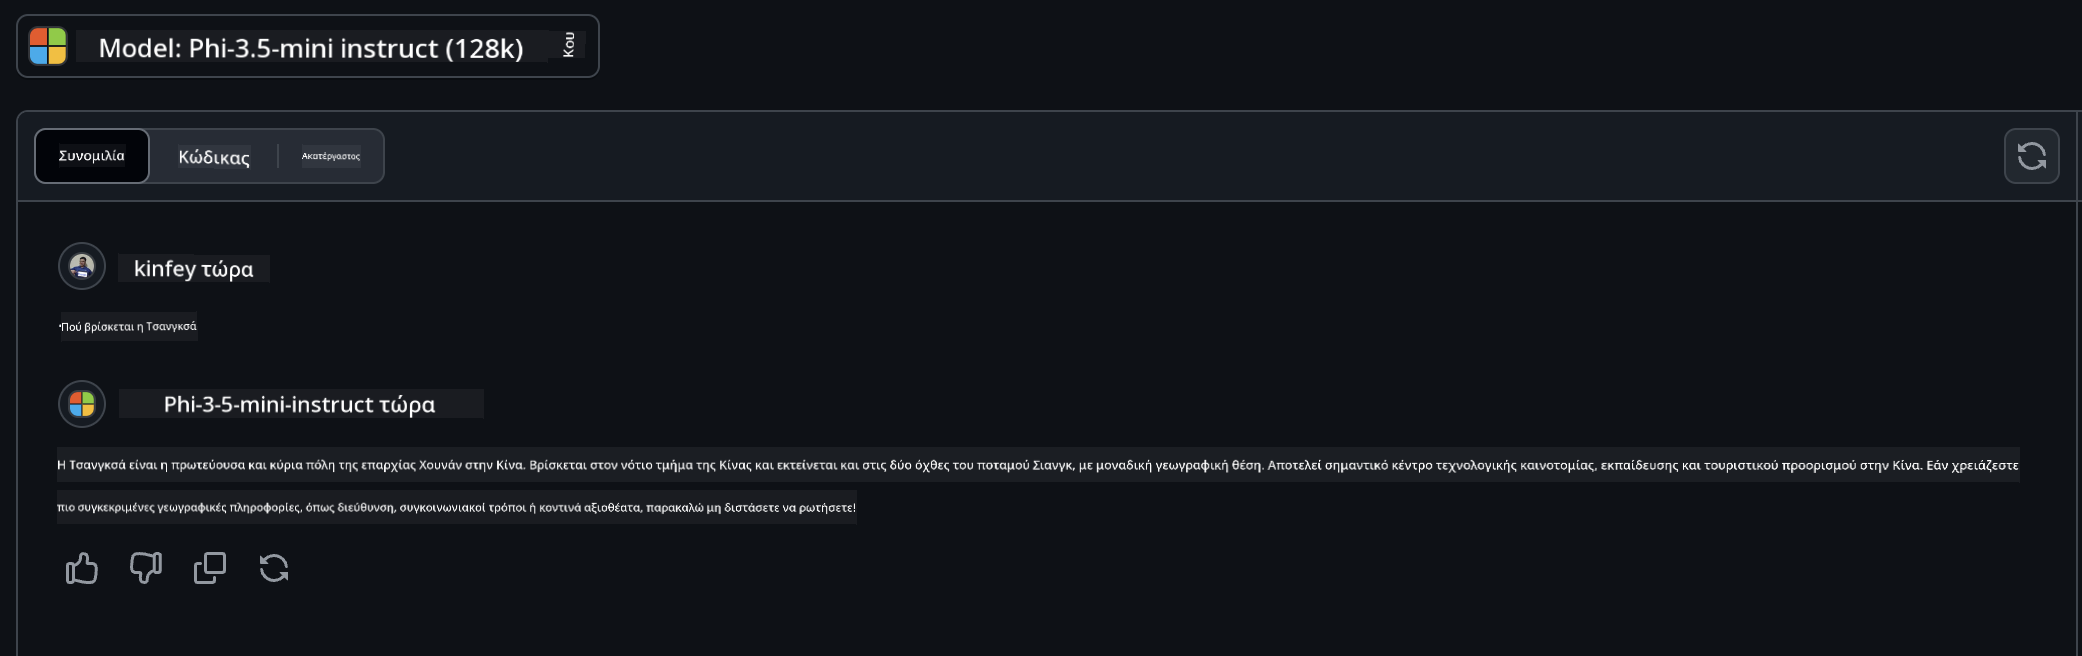 Model: Phi-3.5-mini instruct (128k) Κου
Συνομιλία Κώδικας Ακατέργαστος
kinfey τώρα
·Πού βρίσκεται η Τσανγκσά
Phi-3-5-mini-instruct τώρα
Η Τσανγκσά είναι η πρωτεύουσα και κύρια πόλη της επαρχίας Χουνάν στην Κίνα. Βρίσκεται στον νότιο τμήμα της Κίνας και εκτείνεται και στις δύο όχθες του ποταμού Σιανγκ, με μοναδική γεωγραφική θέση. Αποτελεί σημαντικό κέντρο τεχνολογικής καινοτομίας, εκπαίδευσης και τουριστικού προορισμού στην Κίνα. Εάν χρειάζεστε
πιο συγκεκριμένες γεωγραφικές πληροφορίες, όπως διεύθυνση, συγκοινωνιακοί τρόποι ή κοντινά αξιοθέατα, παρακαλώ μη διστάσετε να ρωτήσετε!